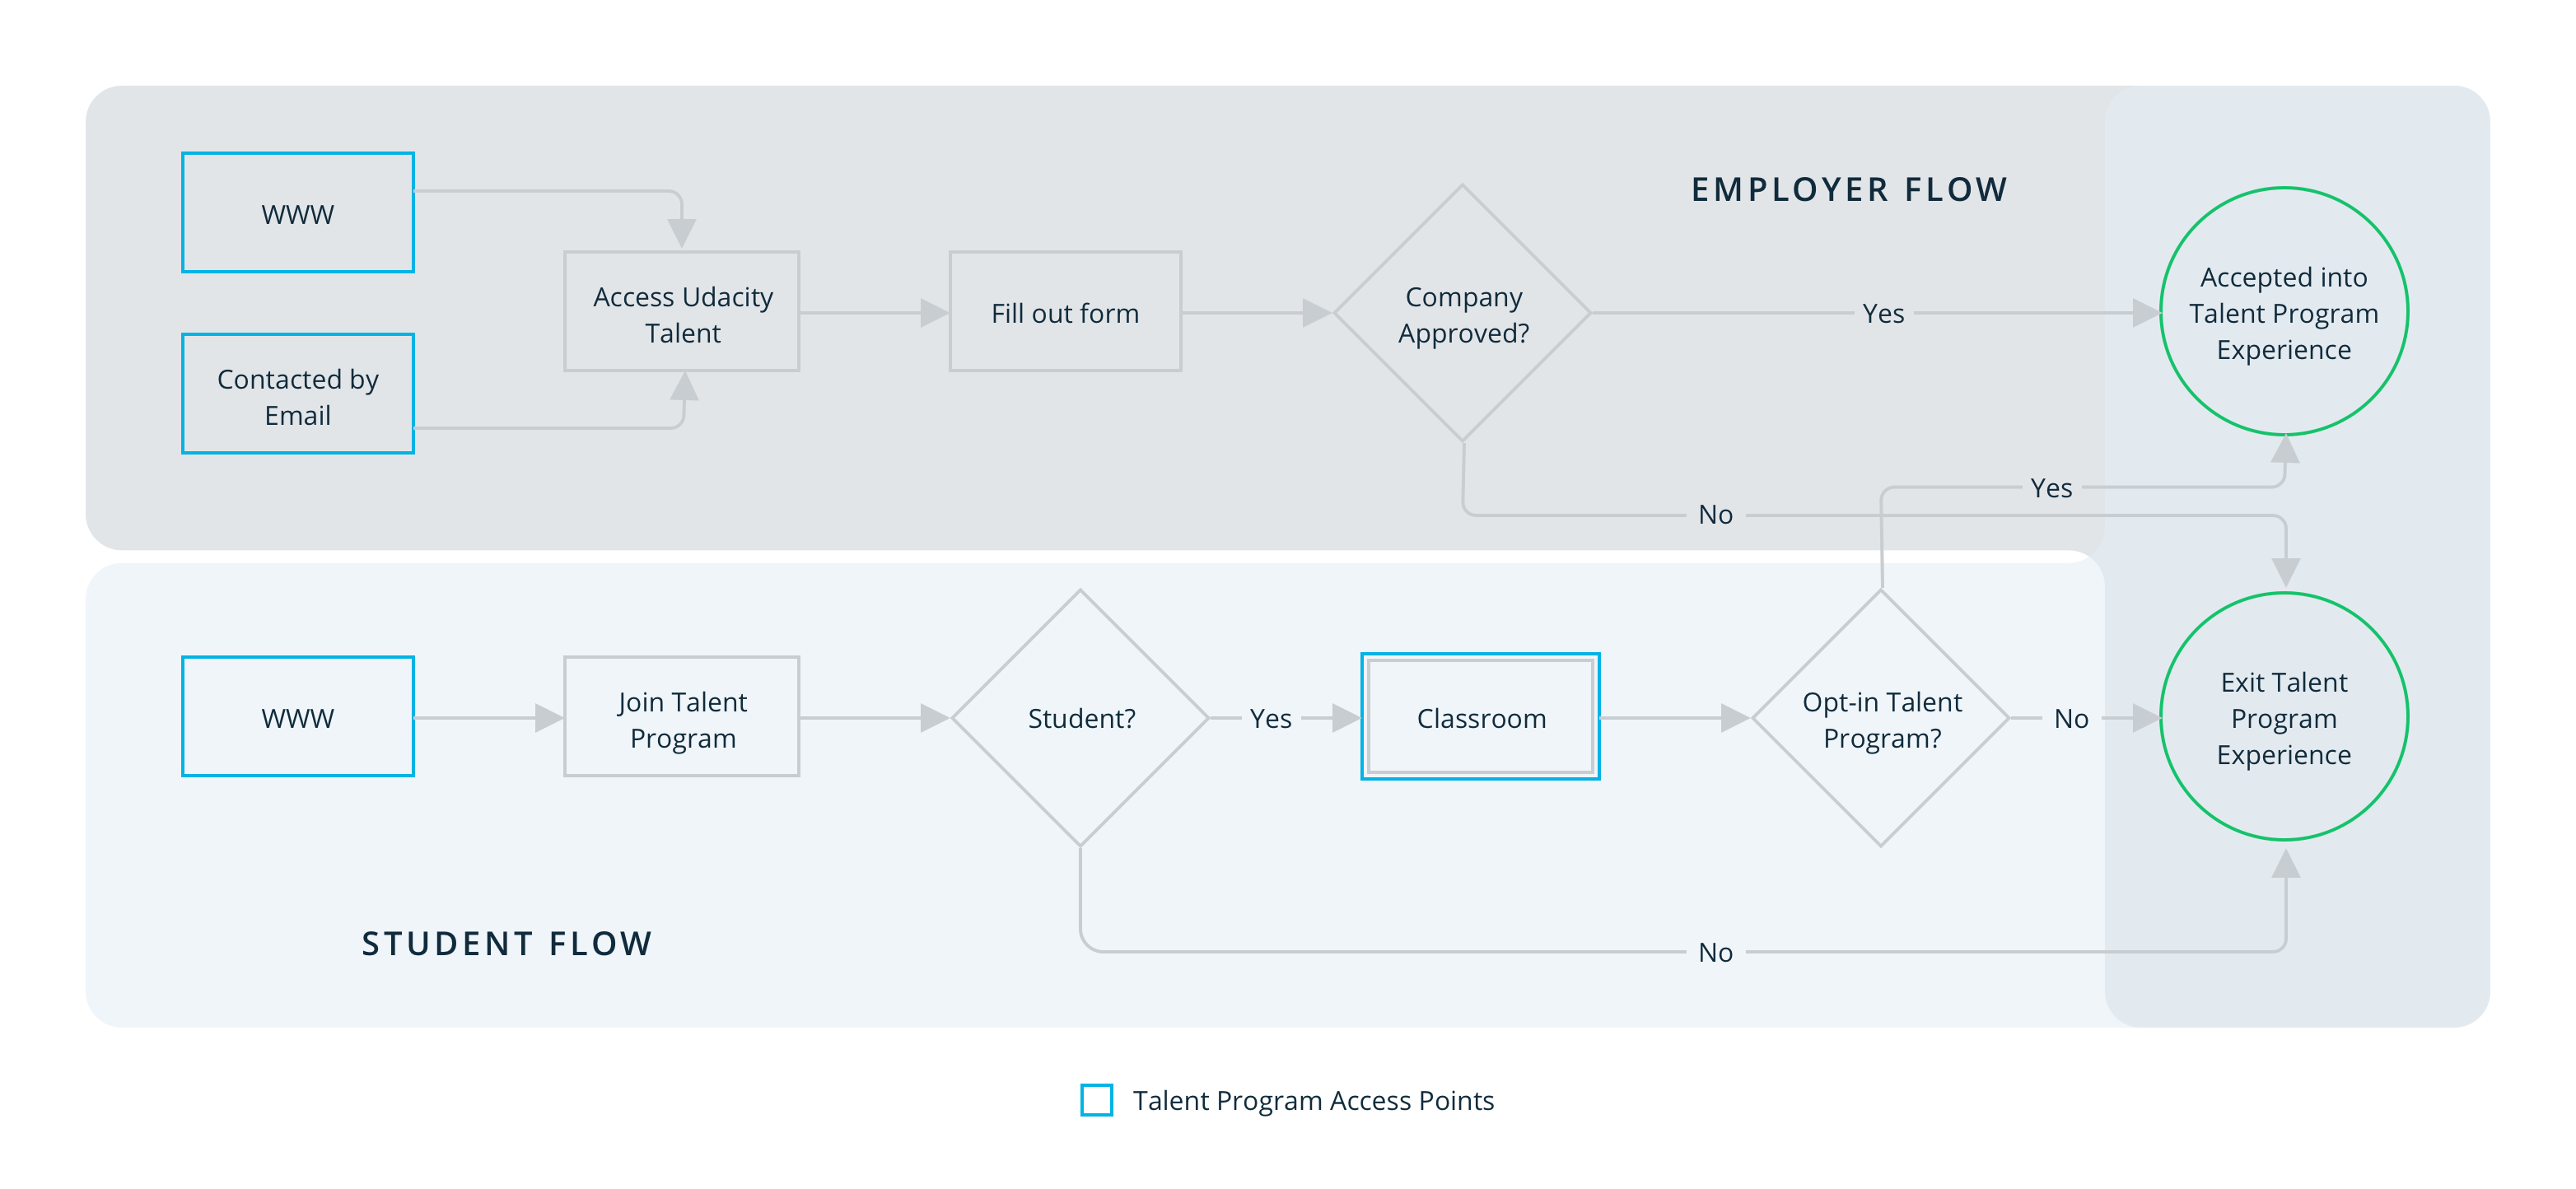 EMPLOYER FLOW
WWW
Contacted by
Email
Access Udacity
Talent
Fill out form
Company
Approved?
Yes
No
Accepted into
Talent Program
Experience
Yes
WWW
Join Talent
Program
Student?
Yes
Classroom
Opt-in Talent
Program?
No
Exit Talent
Program
Experience
No
STUDENT FLOW
Talent Program Access Points